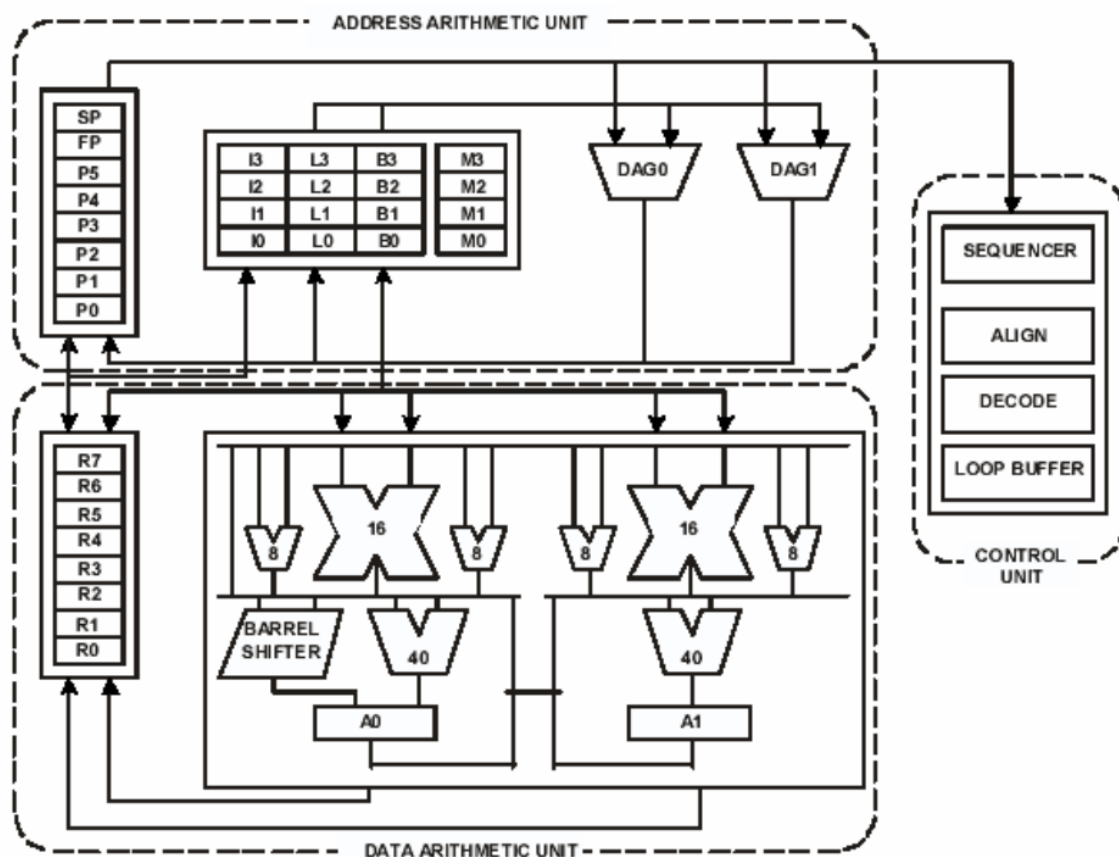 ADDRESS ARITHMETIC UNIT
SP
FP
P5
P4
P3
P2
P1
P0
I3 L3 B3 M3
I2 L2 B2 M2
I1 L1 B1 M1
I0 L0 B0 M0
DAG0 DAG1
SEQUENCER
ALIGN
DECODE
LOOP BUFFER
CONTROL
UNIT
R7
R6
R5
R4
R3
R2
R1
R0
8 16 8 8 16 8
BARREL
SHIFTER
40 40
A0 A1
DATA ARITHMETIC UNIT